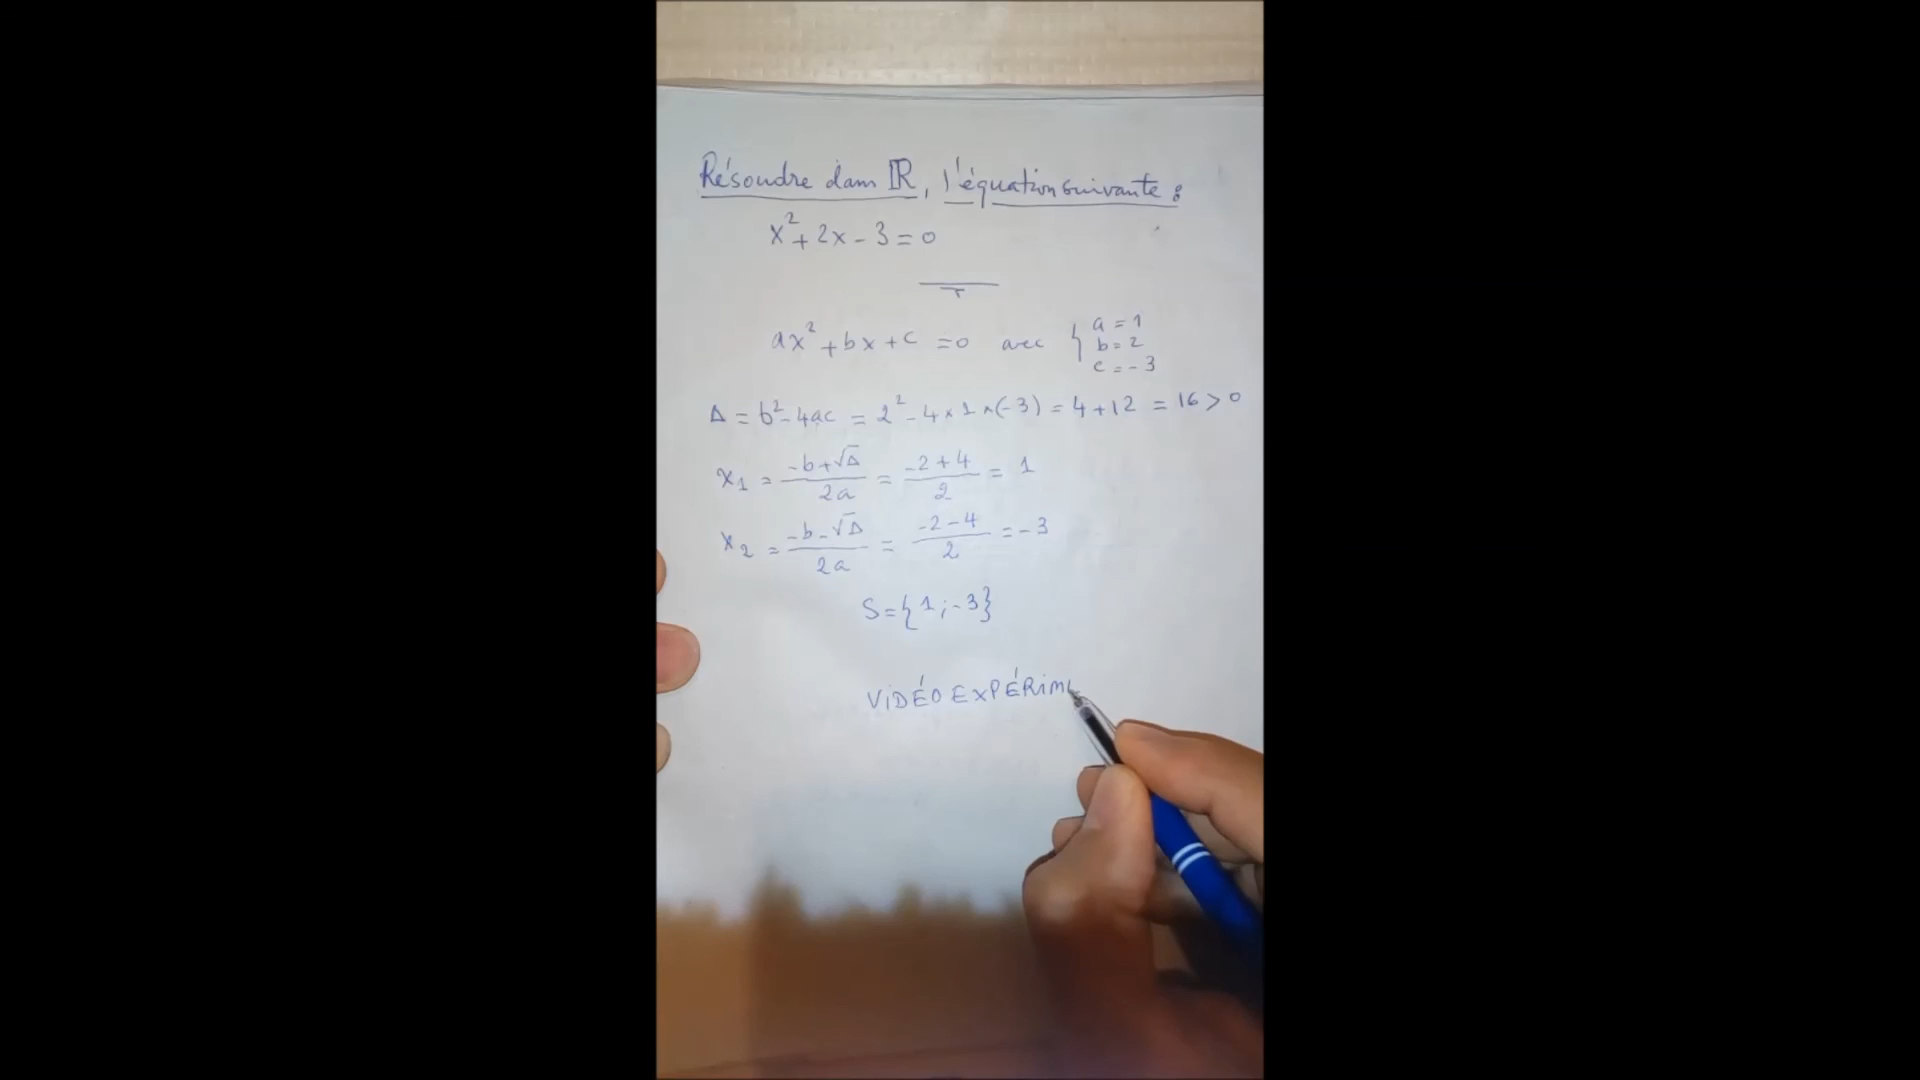 Résoudre dans ℝ, l'équation suivante :
x² + 2x - 3 = 0
ax² + bx + c = 0 avec { a = 1
b = 2
c = - 3
Δ = b² - 4ac = 2² - 4 × 1 × (-3) = 4 + 12 = 16 > 0
x₁ = (-b + √Δ) / 2a = (-2 + 4) / 2 = 1
x₂ = (-b - √Δ) / 2a = (-2 - 4) / 2 = - 3
S = {1 ; - 3}
ViDÉO EXPÉRiM